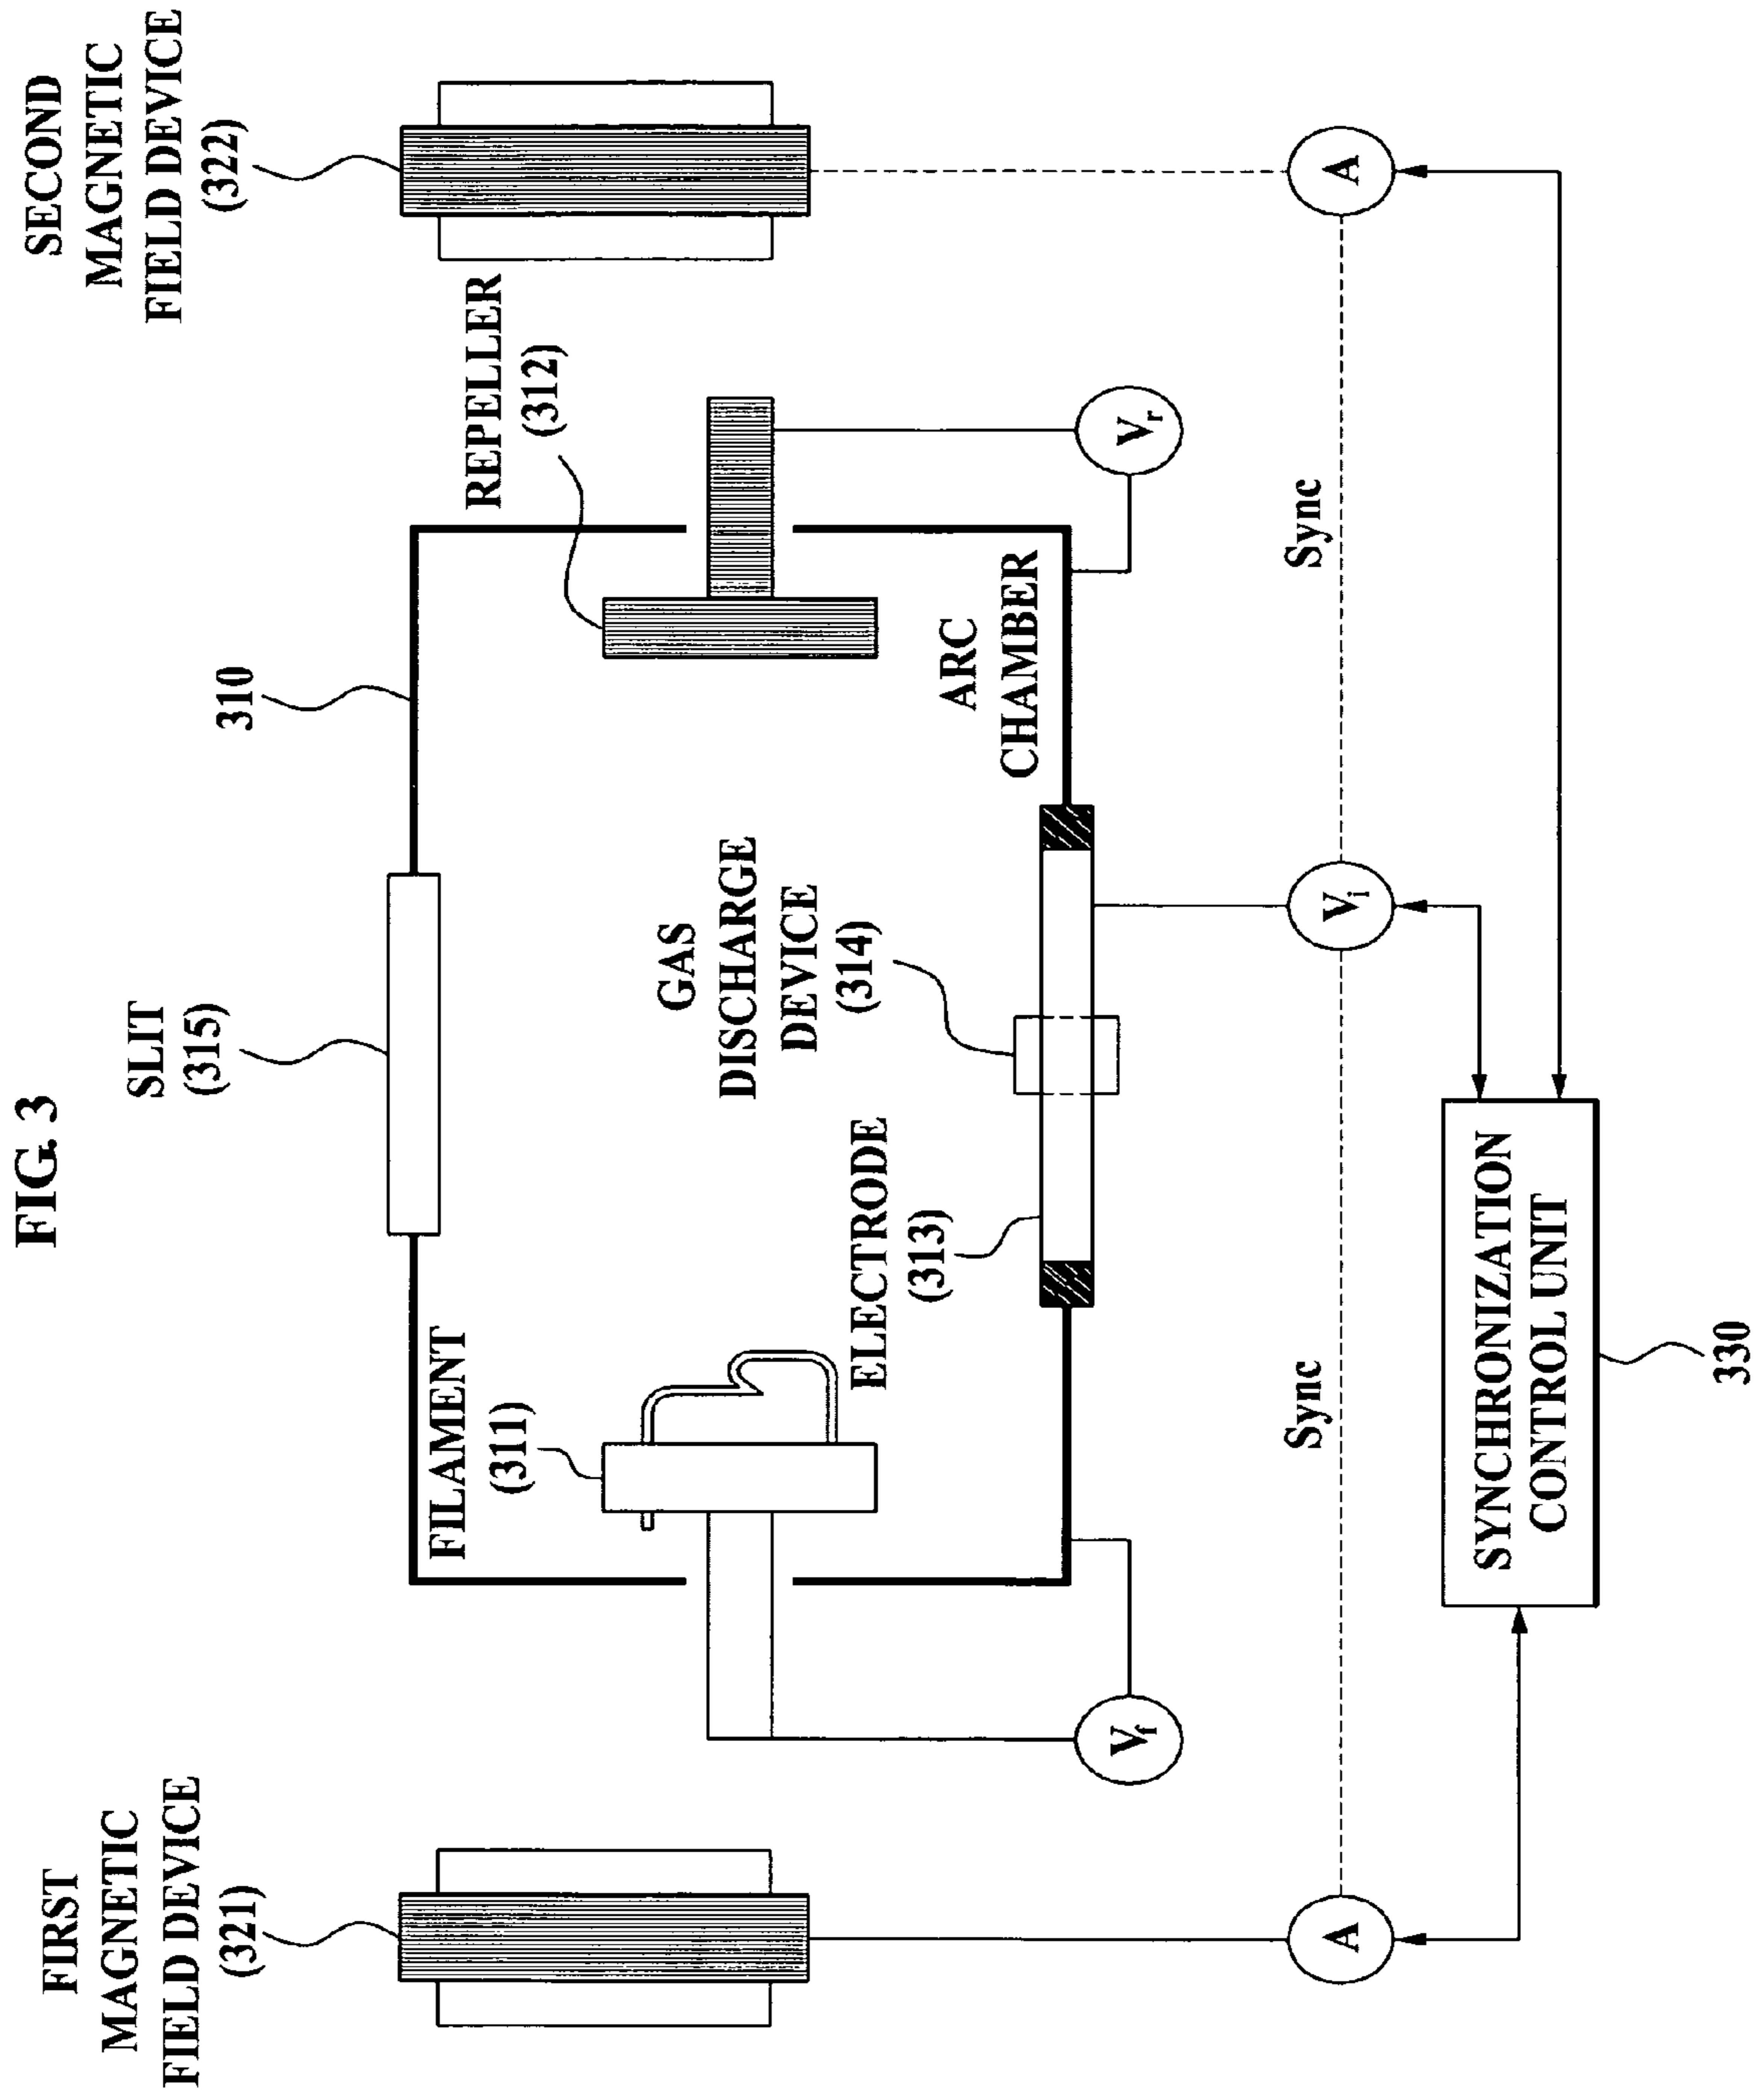 FIG. 3
FIRST
MAGNETIC
FIELD DEVICE
(321)
SLIT
(315)
310
SECOND
MAGNETIC
FIELD DEVICE
(322)
FILAMENT
(311)
REPELLER
(312)
GAS
DISCHARGE
DEVICE
(314)
ELECTRODE
(313)
ARC
CHAMBER
Vf
Vr
A
Sync
Vi
Sync
A
SYNCHRONIZATION
CONTROL UNIT
330